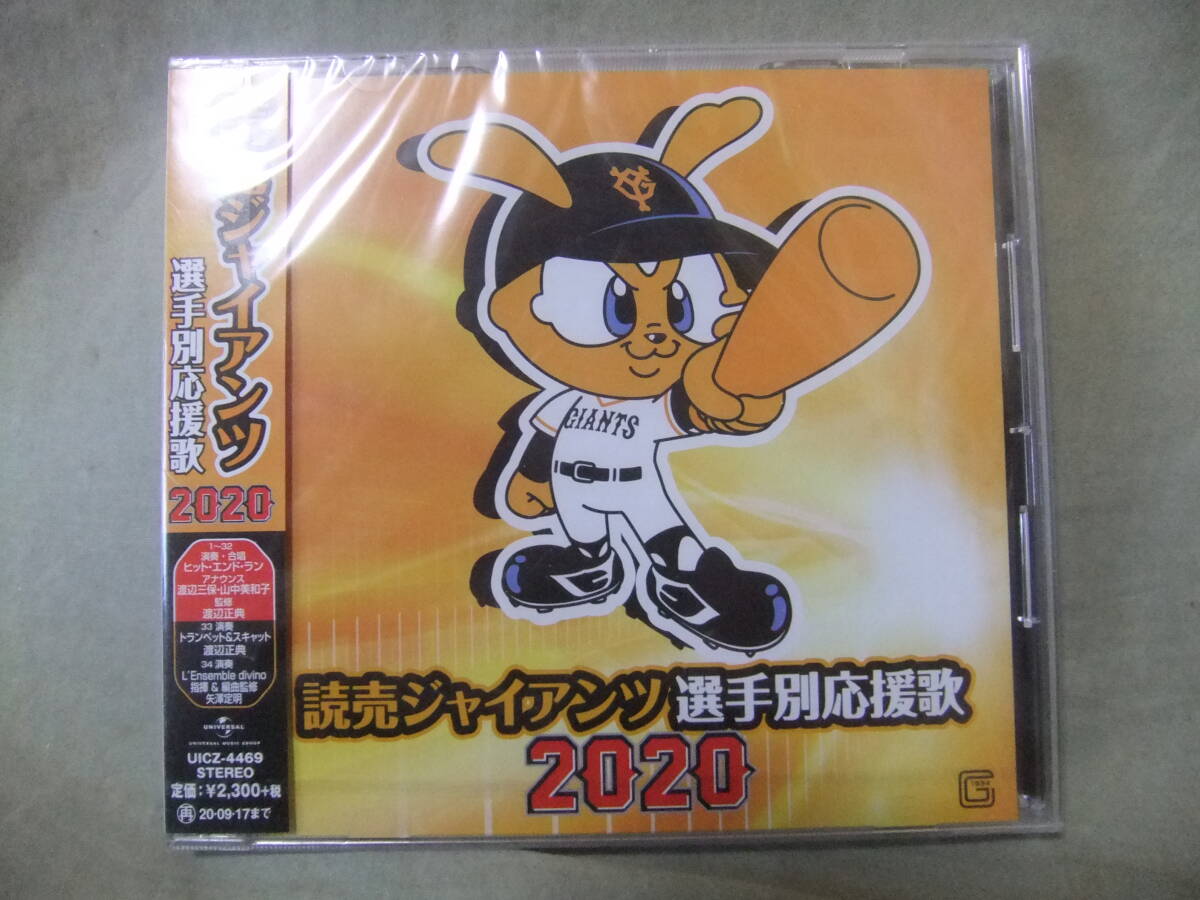 ジャイアンツ
選手別応援歌
2020
1~32
演奏・合唱
ヒット・エンド・ラン
アナウンス
渡辺三保・山中美和子
監修
渡辺正典
33 演奏
トランペット&スキャット
渡辺正典
34 演奏
L'Ensemble divino
指揮 & 編曲監修
矢澤定明
UNIVERSAL
UNIVERSAL MUSIC GROUP
UICZ-4469
STEREO
定価:¥2,300+税
再 20・09・17まで
YG
GIANTS
読売ジャイアンツ 選手別応援歌
2020
G 1934